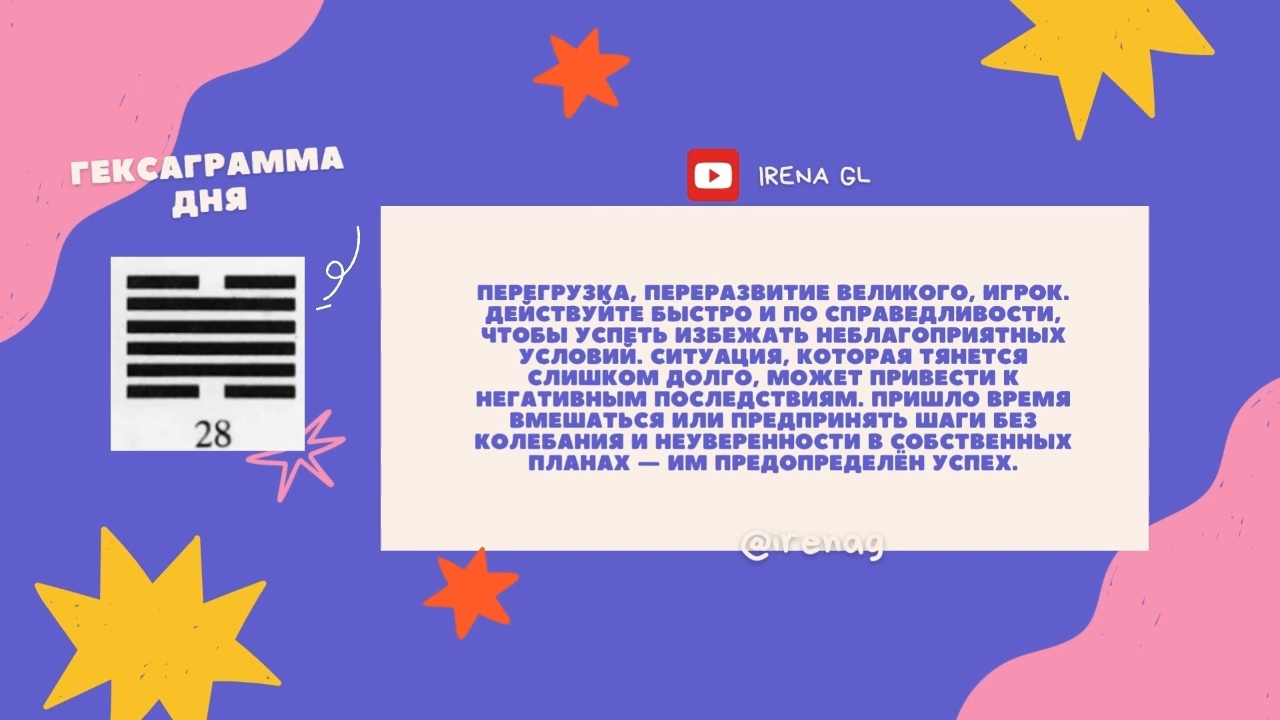 ГЕКСАГРАММА
ДНЯ
28
IRENA GL
ПЕРЕГРУЗКА, ПЕРЕРАЗВИТИЕ ВЕЛИКОГО, ИГРОК.
ДЕЙСТВУЙТЕ БЫСТРО И ПО СПРАВЕДЛИВОСТИ,
ЧТОБЫ УСПЕТЬ ИЗБЕЖАТЬ НЕБЛАГОПРИЯТНЫХ
УСЛОВИЙ. СИТУАЦИЯ, КОТОРАЯ ТЯНЕТСЯ
СЛИШКОМ ДОЛГО, МОЖЕТ ПРИВЕСТИ К
НЕГАТИВНЫМ ПОСЛЕДСТВИЯМ. ПРИШЛО ВРЕМЯ
ВМЕШАТЬСЯ ИЛИ ПРЕДПРИНЯТЬ ШАГИ БЕЗ
КОЛЕБАНИЯ И НЕУВЕРЕННОСТИ В СОБСТВЕННЫХ
ПЛАНАХ — ИМ ПРЕДОПРЕДЕЛЁН УСПЕХ.
@irenag